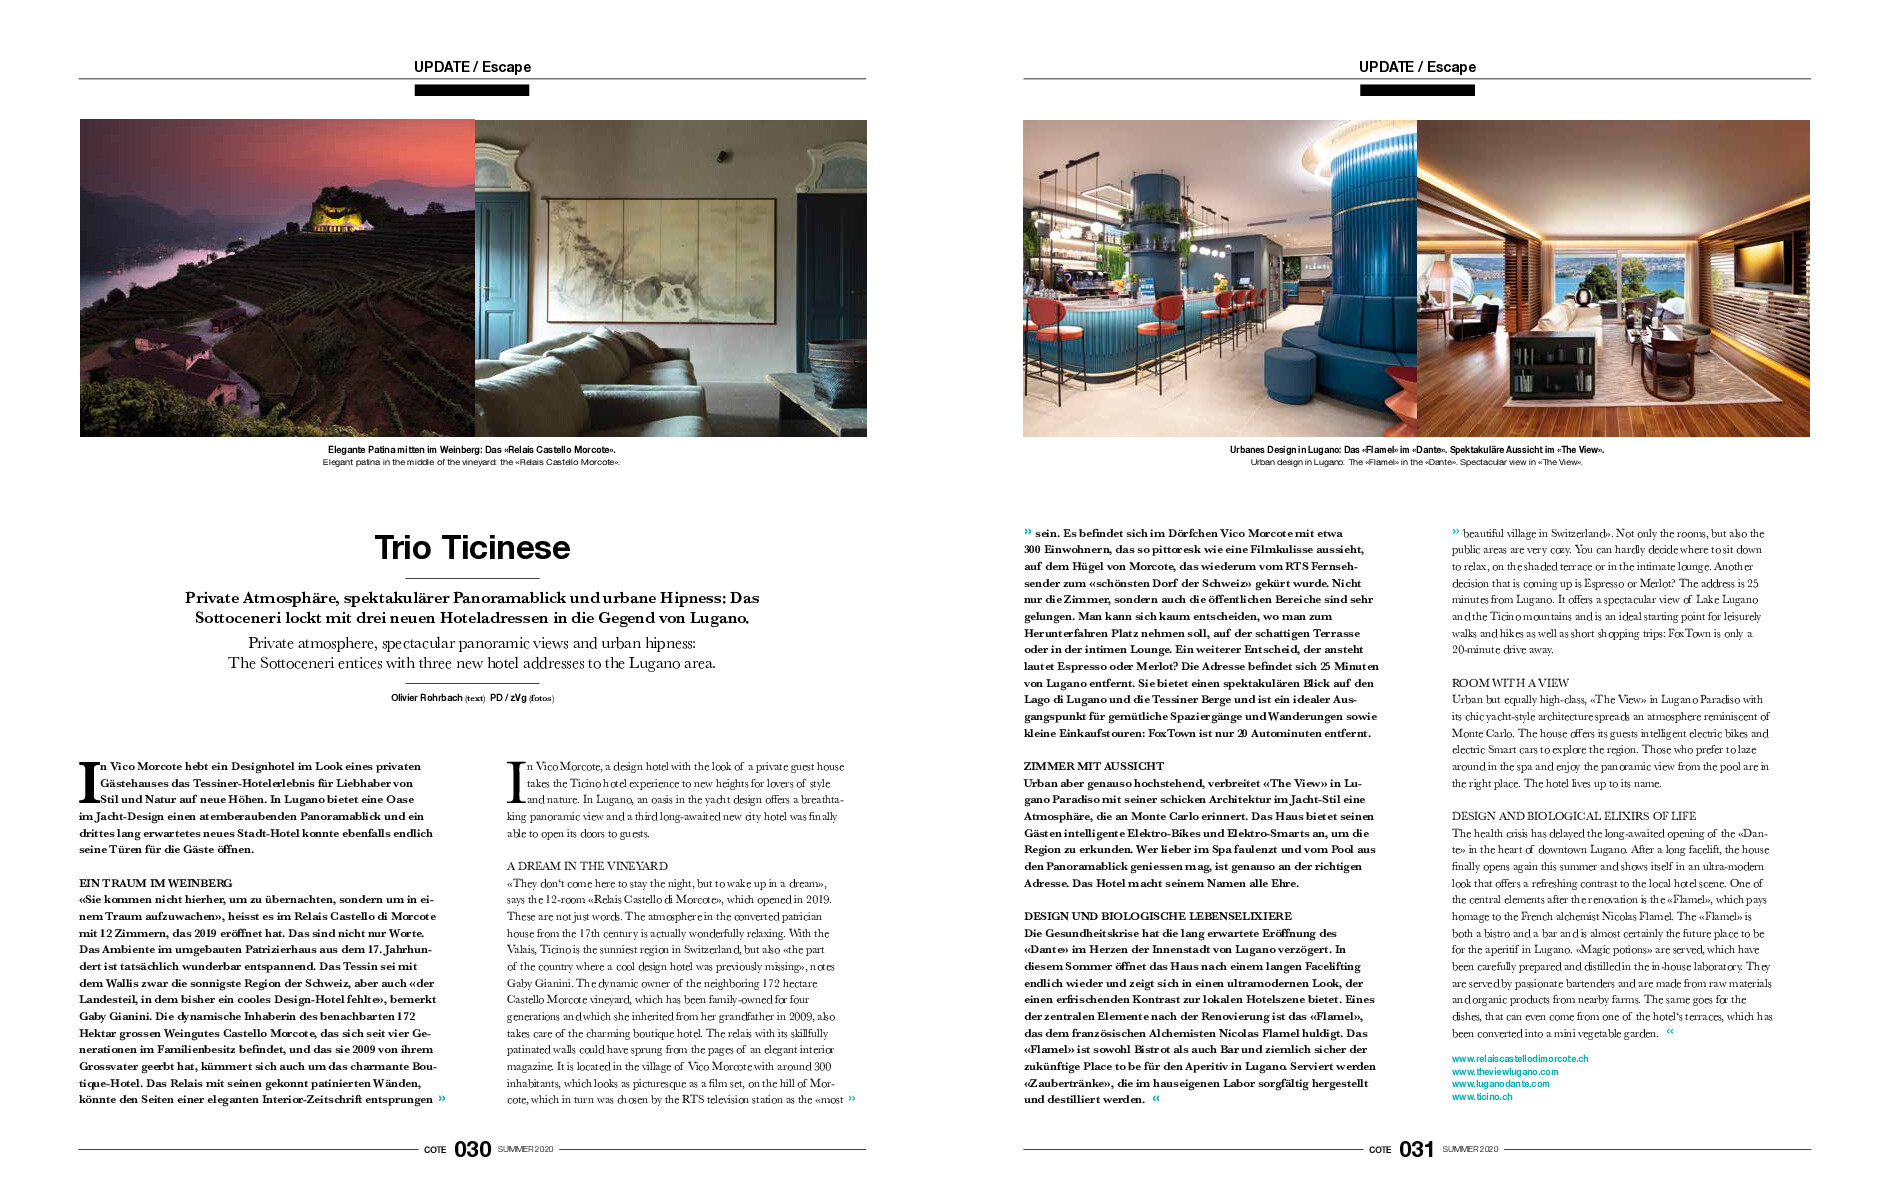 UPDATE / Escape
Elegante Patina mitten im Weinberg: Das «Relais Castello Morcote».
Elegant patina in the middle of the vineyard: the «Relais Castello Morcote».
Trio Ticinese
Private Atmosphäre, spektakulärer Panoramablick und urbane Hipness: Das
Sottoceneri lockt mit drei neuen Hoteladressen in die Gegend von Lugano.
Private atmosphere, spectacular panoramic views and urban hipness:
The Sottoceneri entices with three new hotel addresses to the Lugano area.
Olivier Rohrbach (text) PD / zVg (fotos)
In Vico Morcote hebt ein Designhotel im Look eines privaten
Gästehauses das Tessiner-Hotelerlebnis für Liebhaber von
Stil und Natur auf neue Höhen. In Lugano bietet eine Oase
im Jacht-Design einen atemberaubenden Panoramablick und ein
drittes lang erwartetes neues Stadt-Hotel konnte ebenfalls endlich
seine Türen für die Gäste öffnen.
EIN TRAUM IM WEINBERG
«Sie kommen nicht hierher, um zu übernachten, sondern um in ei-
nem Traum aufzuwachen», heisst es im Relais Castello di Morcote
mit 12 Zimmern, das 2019 eröffnet hat. Das sind nicht nur Worte.
Das Ambiente im umgebauten Patrizierhaus aus dem 17. Jahrhun-
dert ist tatsächlich wunderbar entspannend. Das Tessin sei mit
dem Wallis zwar die sonnigste Region der Schweiz, aber auch «der
Landesteil, in dem bisher ein cooles Design-Hotel fehlte», bemerkt
Gaby Gianini. Die dynamische Inhaberin des benachbarten 172
Hektar grossen Weingutes Castello Morcote, das sich seit vier Ge-
nerationen im Familienbesitz befindet, und das sie 2009 von ihrem
Grossvater geerbt hat, kümmert sich auch um das charmante Bou-
tique-Hotel. Das Relais mit seinen gekonnt patinierten Wänden,
könnte den Seiten einer eleganten Interior-Zeitschrift entsprungen »
In Vico Morcote, a design hotel with the look of a private guest house
takes the Ticino hotel experience to new heights for lovers of style
and nature. In Lugano, an oasis in the yacht design offers a breathta-
king panoramic view and a third long-awaited new city hotel was finally
able to open its doors to guests.
A DREAM IN THE VINEYARD
«They don't come here to stay the night, but to wake up in a dream»,
says the 12-room «Relais Castello di Morcote», which opened in 2019.
These are not just words. The atmosphere in the converted patrician
house from the 17th century is actually wonderfully relaxing. With the
Valais, Ticino is the sunniest region in Switzerland, but also «the part
of the country where a cool design hotel was previously missing», notes
Gaby Gianini. The dynamic owner of the neighboring 172 hectare
Castello Morcote vineyard, which has been family-owned for four
generations and which she inherited from her grandfather in 2009, also
takes care of the charming boutique hotel. The relais with its skillfully
patinated walls could have sprung from the pages of an elegant interior
magazine. It is located in the village of Vico Morcote with around 300
inhabitants, which looks as picturesque as a film set, on the hill of Mor-
cote, which in turn was chosen by the RTS television station as the «most »
COTE 030 SUMMER 2020
UPDATE / Escape
Urbanes Design in Lugano: Das «Flamel» im «Dante». Spektakuläre Aussicht im «The View».
Urban design in Lugano: The «Flamel» in the «Dante». Spectacular view in «The View».
» sein. Es befindet sich im Dörfchen Vico Morcote mit etwa
300 Einwohnern, das so pittoresk wie eine Filmkulisse aussieht,
auf dem Hügel von Morcote, das wiederum vom RTS Fernseh-
sender zum «schönsten Dorf der Schweiz» gekürt wurde. Nicht
nur die Zimmer, sondern auch die öffentlichen Bereiche sind sehr
gelungen. Man kann sich kaum entscheiden, wo man zum
Herunterfahren Platz nehmen soll, auf der schattigen Terrasse
oder in der intimen Lounge. Ein weiterer Entscheid, der ansteht
lautet Espresso oder Merlot? Die Adresse befindet sich 25 Minuten
von Lugano entfernt. Sie bietet einen spektakulären Blick auf den
Lago di Lugano und die Tessiner Berge und ist ein idealer Aus-
gangspunkt für gemütliche Spaziergänge und Wanderungen sowie
kleine Einkaufstouren: FoxTown ist nur 20 Autominuten entfernt.
ZIMMER MIT AUSSICHT
Urban aber genauso hochstehend, verbreitet «The View» in Lu-
gano Paradiso mit seiner schicken Architektur im Jacht-Stil eine
Atmosphäre, die an Monte Carlo erinnert. Das Haus bietet seinen
Gästen intelligente Elektro-Bikes und Elektro-Smarts an, um die
Region zu erkunden. Wer lieber im Spa faulenzt und vom Pool aus
den Panoramablick geniessen mag, ist genauso an der richtigen
Adresse. Das Hotel macht seinem Namen alle Ehre.
DESIGN UND BIOLOGISCHE LEBENSELIXIERE
Die Gesundheitskrise hat die lang erwartete Eröffnung des
«Dante» im Herzen der Innenstadt von Lugano verzögert. In
diesem Sommer öffnet das Haus nach einem langen Facelifting
endlich wieder und zeigt sich in einen ultramodernen Look, der
einen erfrischenden Kontrast zur lokalen Hotelszene bietet. Eines
der zentralen Elemente nach der Renovierung ist das «Flamel»,
das dem französischen Alchemisten Nicolas Flamel huldigt. Das
«Flamel» ist sowohl Bistrot als auch Bar und ziemlich sicher der
zukünftige Place to be für den Aperitiv in Lugano. Serviert werden
«Zaubertränke», die im hauseigenen Labor sorgfältig hergestellt
und destilliert werden. «
» beautiful village in Switzerland». Not only the rooms, but also the
public areas are very cozy. You can hardly decide where to sit down
to relax, on the shaded terrace or in the intimate lounge. Another
decision that is coming up is Espresso or Merlot? The address is 25
minutes from Lugano. It offers a spectacular view of Lake Lugano
and the Ticino mountains and is an ideal starting point for leisurely
walks and hikes as well as short shopping trips: FoxTown is only a
20-minute drive away.
ROOM WITH A VIEW
Urban but equally high-class, «The View» in Lugano Paradiso with
its chic yacht-style architecture spreads an atmosphere reminiscent of
Monte Carlo. The house offers its guests intelligent electric bikes and
electric Smart cars to explore the region. Those who prefer to laze
around in the spa and enjoy the panoramic view from the pool are in
the right place. The hotel lives up to its name.
DESIGN AND BIOLOGICAL ELIXIRS OF LIFE
The health crisis has delayed the long-awaited opening of the «Dan-
te» in the heart of downtown Lugano. After a long facelift, the house
finally opens again this summer and shows itself in an ultra-modern
look that offers a refreshing contrast to the local hotel scene. One of
the central elements after the renovation is the «Flamel», which pays
homage to the French alchemist Nicolas Flamel. The «Flamel» is
both a bistro and a bar and is almost certainly the future place to be
for the aperitif in Lugano. «Magic potions» are served, which have
been carefully prepared and distilled in the in-house laboratory. They
are served by passionate bartenders and are made from raw materials
and organic products from nearby farms. The same goes for the
dishes, that can even come from one of the hotel's terraces, which has
been converted into a mini vegetable garden. «
www.relaiscastellodimorcote.ch
www.theviewlugano.com
www.luganodante.com
www.ticino.ch
COTE 031 SUMMER 2020